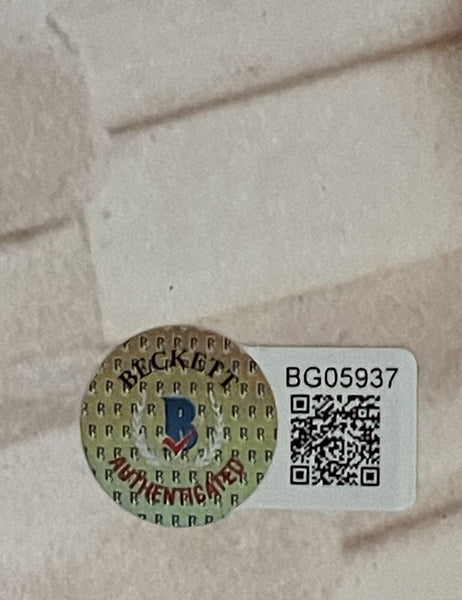 BECKETT
B
AUTHENTICATED
BG05937